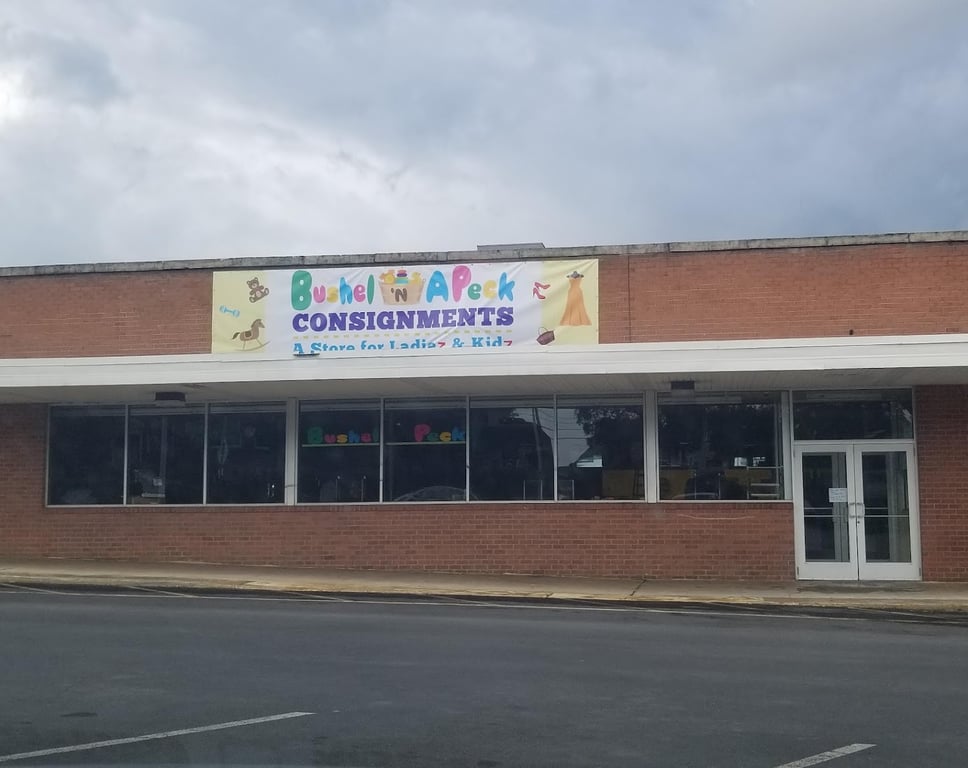 Bushel 'N A Peck
CONSIGNMENTS
A Store for Ladiez & Kidz
Bushel Peck